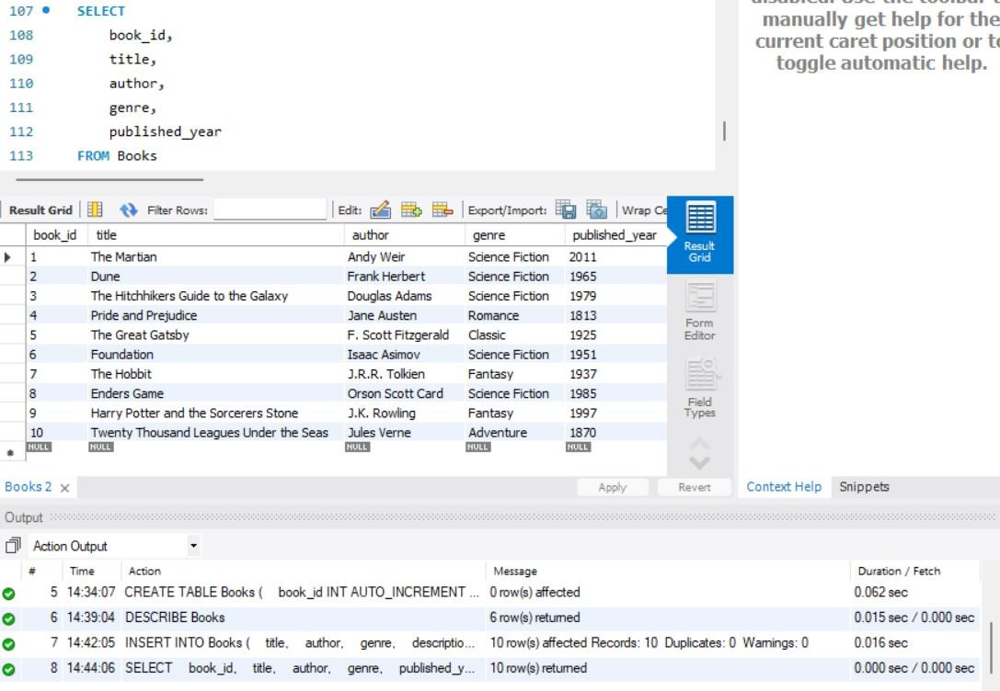 107 SELECT
108 book_id,
109 title,
110 author,
111 genre,
112 published_year
113 FROM Books
disabled. Use the toolbar t
manually get help for the
current caret position or to
toggle automatic help.
Result Grid Filter Rows: Edit: Export/Import: Wrap Ce
book_id title author genre published_year
1 The Martian Andy Weir Science Fiction 2011
2 Dune Frank Herbert Science Fiction 1965
3 The Hitchhikers Guide to the Galaxy Douglas Adams Science Fiction 1979
4 Pride and Prejudice Jane Austen Romance 1813
5 The Great Gatsby F. Scott Fitzgerald Classic 1925
6 Foundation Isaac Asimov Science Fiction 1951
7 The Hobbit J.R.R. Tolkien Fantasy 1937
8 Enders Game Orson Scott Card Science Fiction 1985
9 Harry Potter and the Sorcerers Stone J.K. Rowling Fantasy 1997
10 Twenty Thousand Leagues Under the Seas Jules Verne Adventure 1870
NULL NULL NULL NULL NULL
Result
Grid
Form
Editor
Field
Types
Books 2 Apply Revert
Context Help Snippets
Output
Action Output
# Time Action Message Duration / Fetch
5 14:34:07 CREATE TABLE Books ( book_id INT AUTO_INCREMENT ... 0 row(s) affected 0.062 sec
6 14:39:04 DESCRIBE Books 6 row(s) returned 0.015 sec / 0.000 sec
7 14:42:05 INSERT INTO Books ( title, author, genre, descriptio... 10 row(s) affected Records: 10 Duplicates: 0 Warnings: 0 0.016 sec
8 14:44:06 SELECT book_id, title, author, genre, published_y... 10 row(s) returned 0.000 sec / 0.000 sec